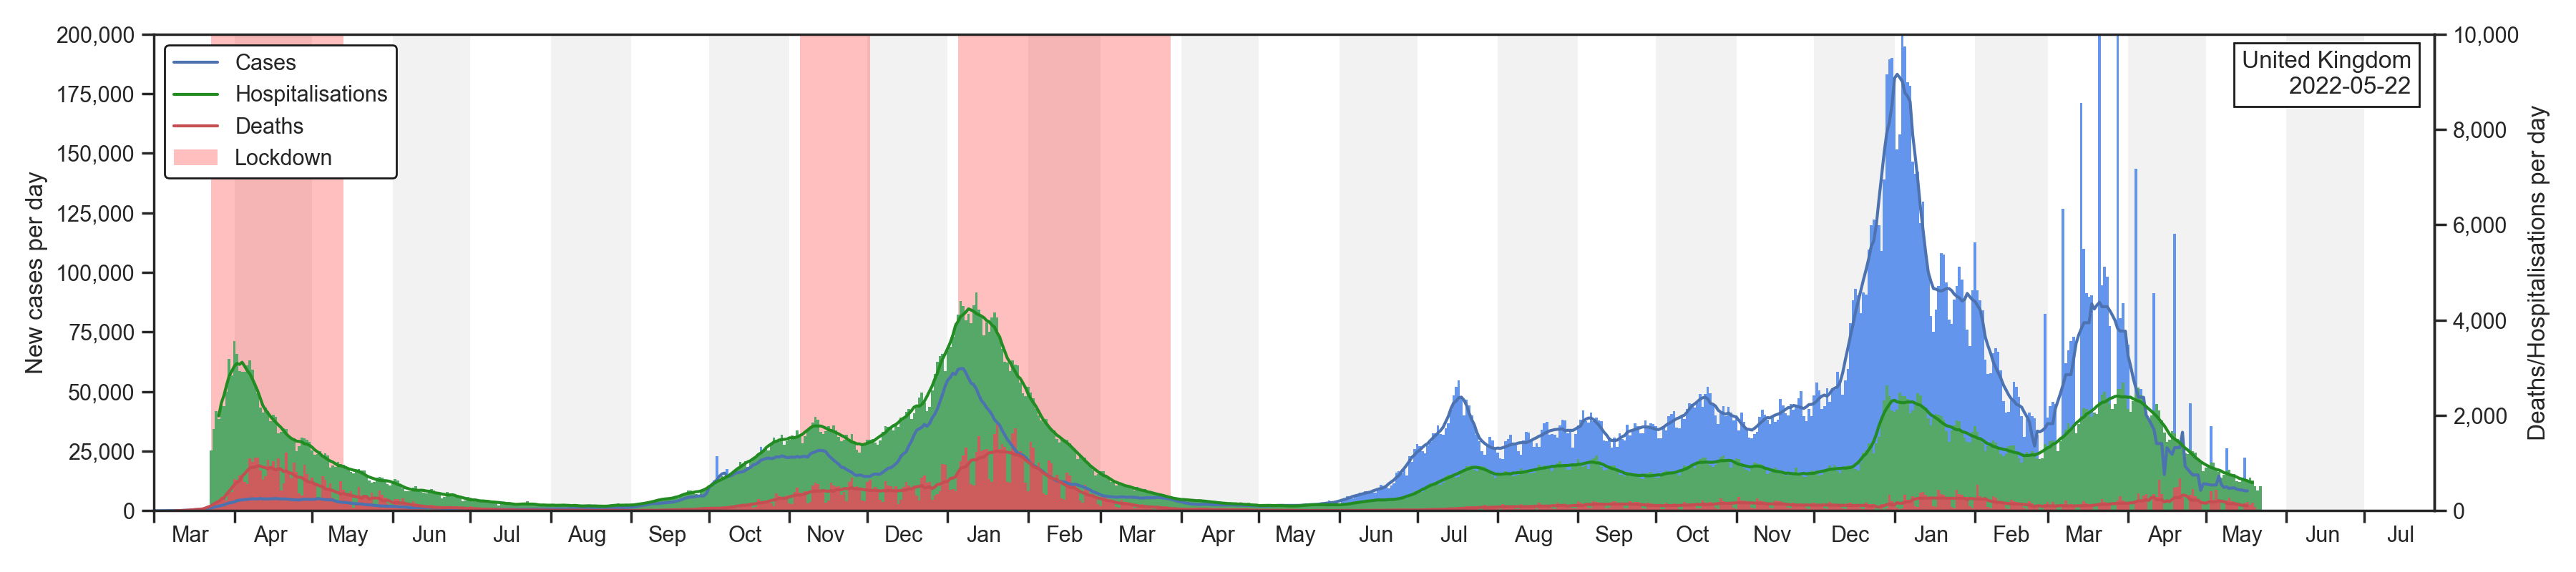 200,000
175,000
150,000
125,000
100,000
75,000
50,000
25,000
0
New cases per day
Cases
Hospitalisations
Deaths
Lockdown
United Kingdom
2022-05-22
10,000
8,000
6,000
4,000
2,000
0
Deaths/Hospitalisations per day
Mar Apr May Jun Jul Aug Sep Oct Nov Dec Jan Feb Mar Apr May Jun Jul Aug Sep Oct Nov Dec Jan Feb Mar Apr May Jun Jul